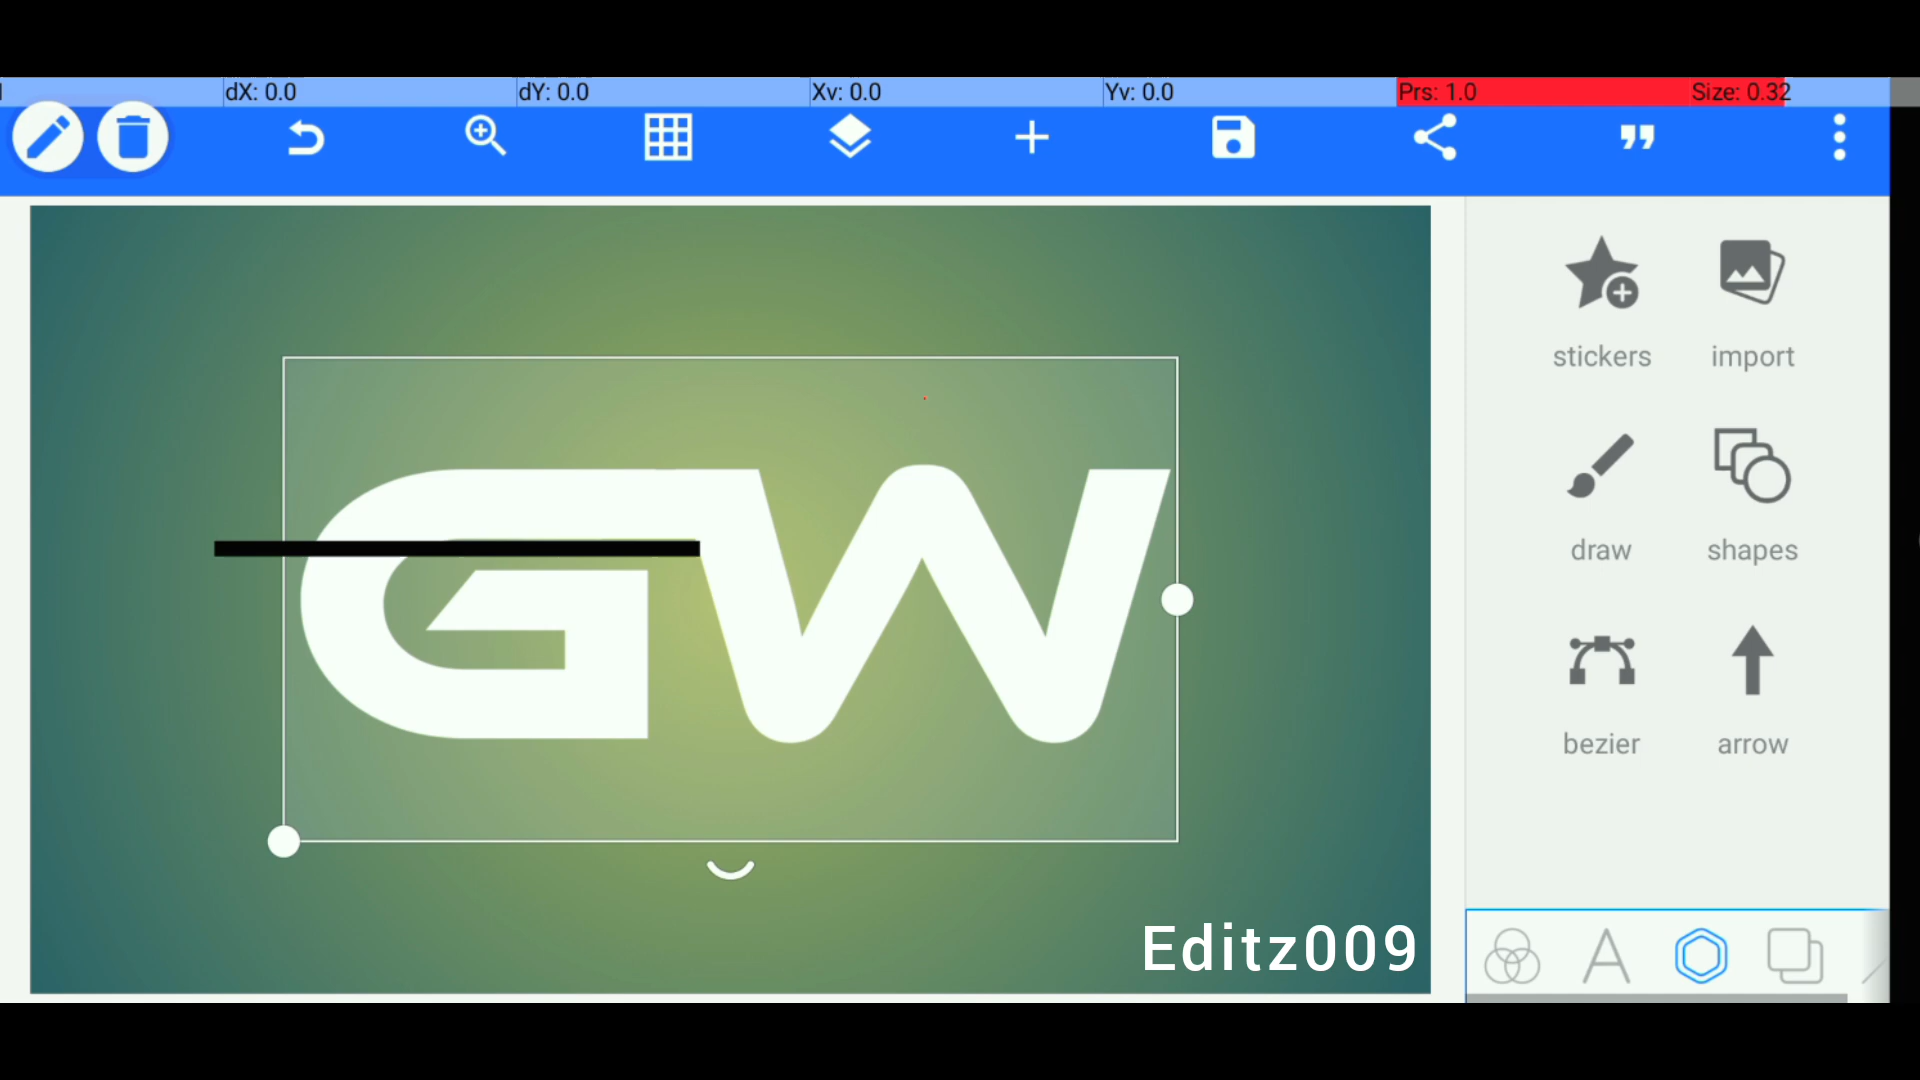 dX: 0.0 dY: 0.0 Xv: 0.0 Yv: 0.0 Prs: 1.0 Size: 0.32
stickers import
GW
draw shapes
bezier arrow
Editz009